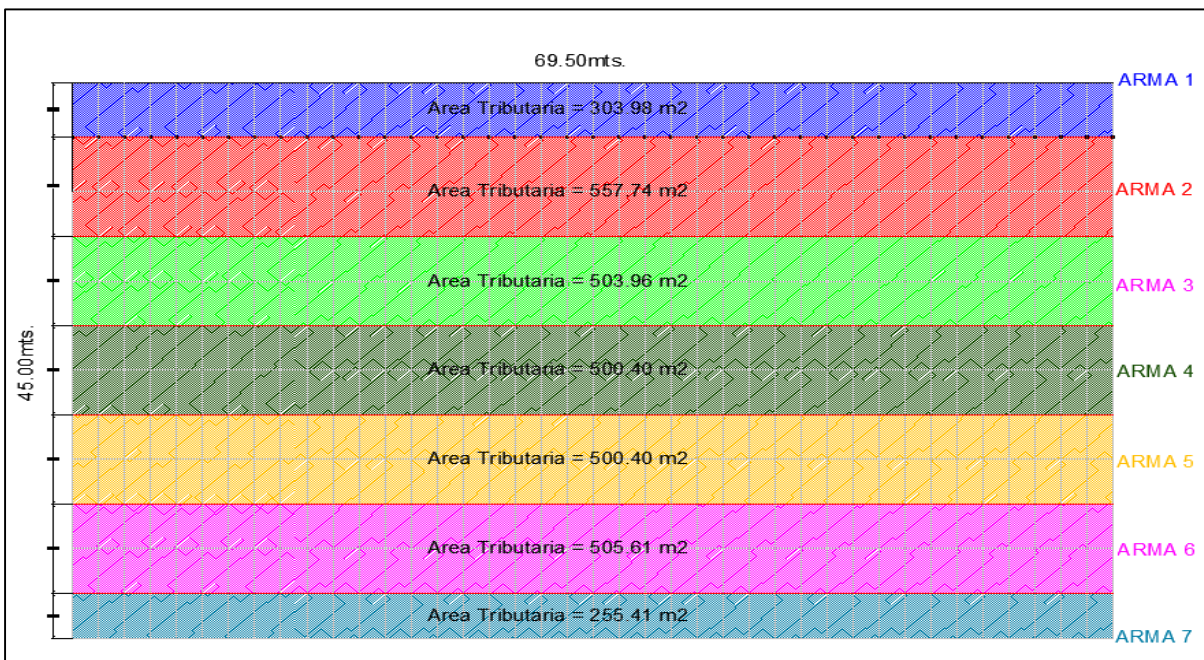 69.50mts.
ARMA 1
Area Tributaria = 303.98 m2
Area Tributaria = 557,74 m2
ARMA 2
Area Tributaria = 503.96 m2
ARMA 3
45.00mts.
Area Tributaria = 500.40 m2
ARMA 4
Area Tributaria = 500.40 m2
ARMA 5
Area Tributaria = 505.61 m2
ARMA 6
Area Tributaria = 255.41 m2
ARMA 7